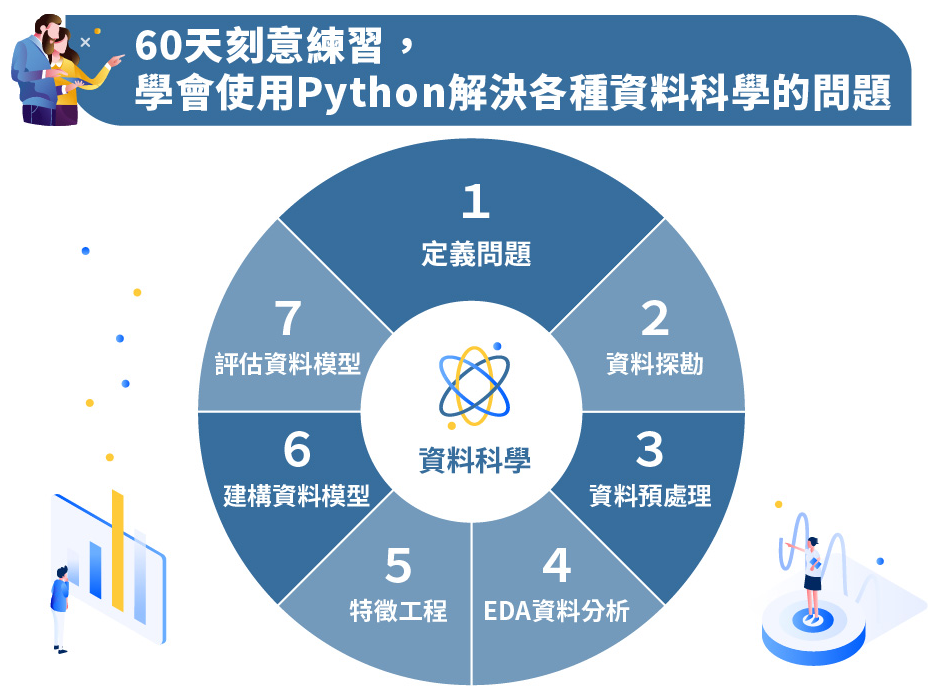 60天刻意練習，
學會使用Python解決各種資料科學的問題
1
定義問題
2
資料探勘
3
資料預處理
4
EDA資料分析
5
特徵工程
6
建構資料模型
7
評估資料模型
資料科學